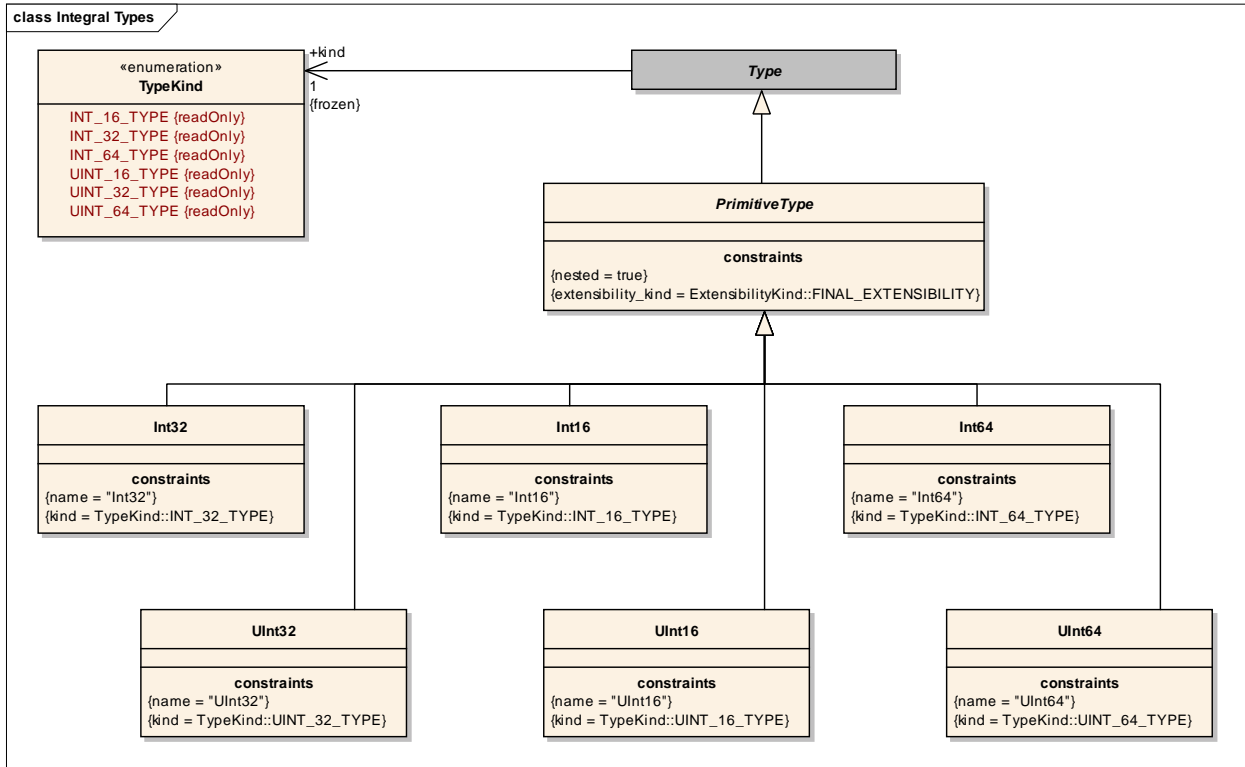 class Integral Types
«enumeration»
TypeKind
INT_16_TYPE {readOnly}
INT_32_TYPE {readOnly}
INT_64_TYPE {readOnly}
UINT_16_TYPE {readOnly}
UINT_32_TYPE {readOnly}
UINT_64_TYPE {readOnly}
+kind
1
{frozen}
Type
PrimitiveType
constraints
{nested = true}
{extensibility_kind = ExtensibilityKind::FINAL_EXTENSIBILITY}
Int32
constraints
{name = "Int32"}
{kind = TypeKind::INT_32_TYPE}
Int16
constraints
{name = "Int16"}
{kind = TypeKind::INT_16_TYPE}
Int64
constraints
{name = "Int64"}
{kind = TypeKind::INT_64_TYPE}
UInt32
constraints
{name = "UInt32"}
{kind = TypeKind::UINT_32_TYPE}
UInt16
constraints
{name = "UInt16"}
{kind = TypeKind::UINT_16_TYPE}
UInt64
constraints
{name = "UInt64"}
{kind = TypeKind::UINT_64_TYPE}